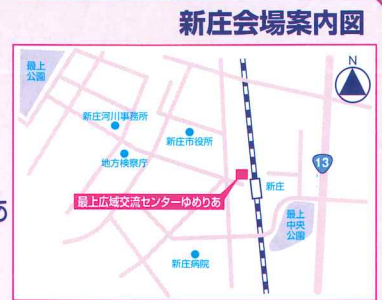 新庄会場案内図
最上
公園
N
新庄河川事務所
新庄市役所
13
地方検察庁
新庄
最上広域交流センターゆめりあ
最上
中央
公園
新庄病院